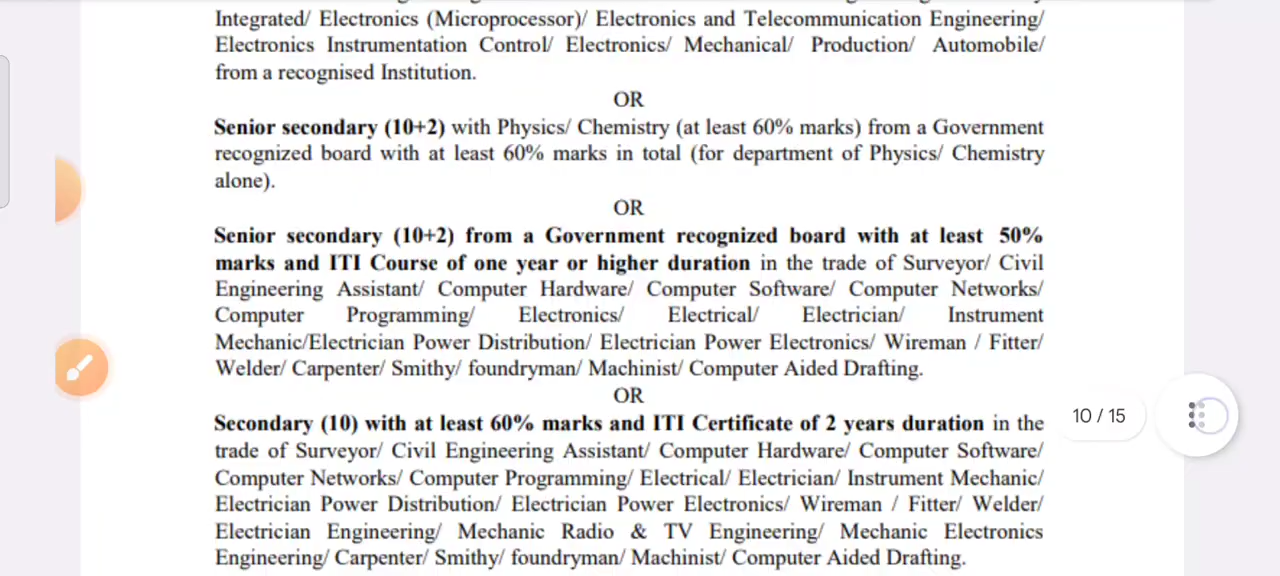 Integrated/ Electronics (Microprocessor)/ Electronics and Telecommunication Engineering/
Electronics Instrumentation Control/ Electronics/ Mechanical/ Production/ Automobile/
from a recognised Institution.
OR
Senior secondary (10+2) with Physics/ Chemistry (at least 60% marks) from a Government
recognized board with at least 60% marks in total (for department of Physics/ Chemistry
alone).
OR
Senior secondary (10+2) from a Government recognized board with at least 50%
marks and ITI Course of one year or higher duration in the trade of Surveyor/ Civil
Engineering Assistant/ Computer Hardware/ Computer Software/ Computer Networks/
Computer Programming/ Electronics/ Electrical/ Electrician/ Instrument
Mechanic/Electrician Power Distribution/ Electrician Power Electronics/ Wireman / Fitter/
Welder/ Carpenter/ Smithy/ foundryman/ Machinist/ Computer Aided Drafting.
OR
Secondary (10) with at least 60% marks and ITI Certificate of 2 years duration in the
trade of Surveyor/ Civil Engineering Assistant/ Computer Hardware/ Computer Software/
Computer Networks/ Computer Programming/ Electrical/ Electrician/ Instrument Mechanic/
Electrician Power Distribution/ Electrician Power Electronics/ Wireman / Fitter/ Welder/
Electrician Engineering/ Mechanic Radio & TV Engineering/ Mechanic Electronics
Engineering/ Carpenter/ Smithy/ foundryman/ Machinist/ Computer Aided Drafting.
10 / 15